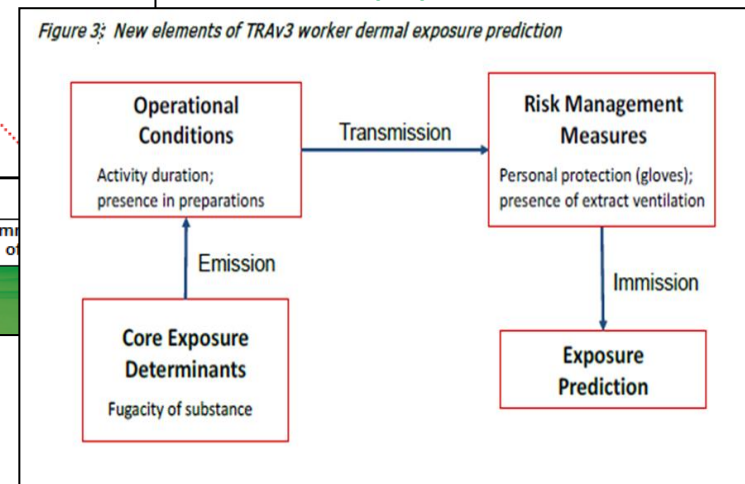 Figure 3; New elements of TRAv3 worker dermal exposure prediction
Operational
Conditions
Activity duration;
presence in preparations
Transmission
Risk Management
Measures
Personal protection (gloves);
presence of extract ventilation
Emission
Immission
Core Exposure
Determinants
Fugacity of substance
Exposure
Prediction